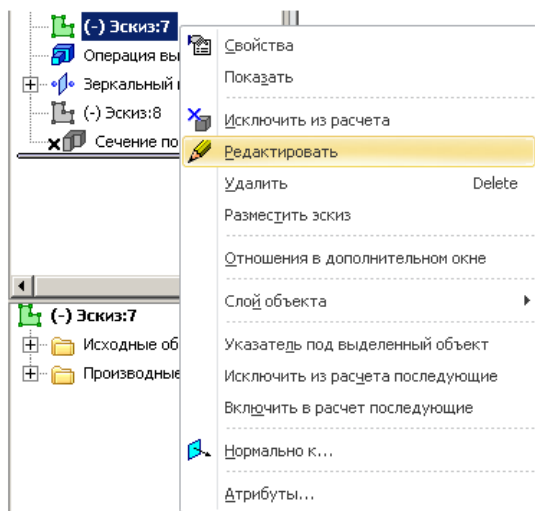 (-) Эскиз:7
Операция вы
Зеркальный
(-) Эскиз:8
Сечение по
(-) Эскиз:7
Исходные об
Производные
Свойства
Показать
Исключить из расчета
Редактировать
Удалить Delete
Разместить эскиз
Отношения в дополнительном окне
Слой объекта
Указатель под выделенный объект
Исключить из расчета последующие
Включить в расчет последующие
Нормально к...
Атрибуты...